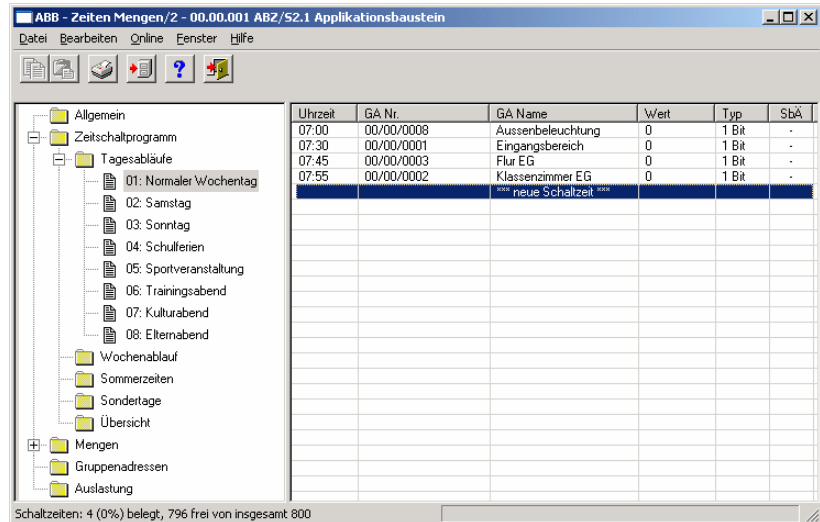 ABB - Zeiten Mengen/2 - 00.00.001 ABZ/S2.1 Applikationsbaustein
Datei Bearbeiten Online Fenster Hilfe
Allgemein
Zeitschaltprogramm
Tagesabläufe
01: Normaler Wochentag
02: Samstag
03: Sonntag
04: Schulferien
05: Sportveranstaltung
06: Trainingsabend
07: Kulturabend
08: Elternabend
Wochenablauf
Sommerzeiten
Sondertage
Übersicht
Mengen
Gruppenadressen
Auslastung
Uhrzeit GA Nr. GA Name Wert Typ SbÄ
07:00 00/00/0008 Aussenbeleuchtung 0 1 Bit -
07:30 00/00/0001 Eingangsbereich 0 1 Bit -
07:45 00/00/0003 Flur EG 0 1 Bit -
07:55 00/00/0002 Klassenzimmer EG 0 1 Bit -
*** neue Schaltzeit ***
Schaltzeiten: 4 (0%) belegt, 796 frei von insgesamt 800